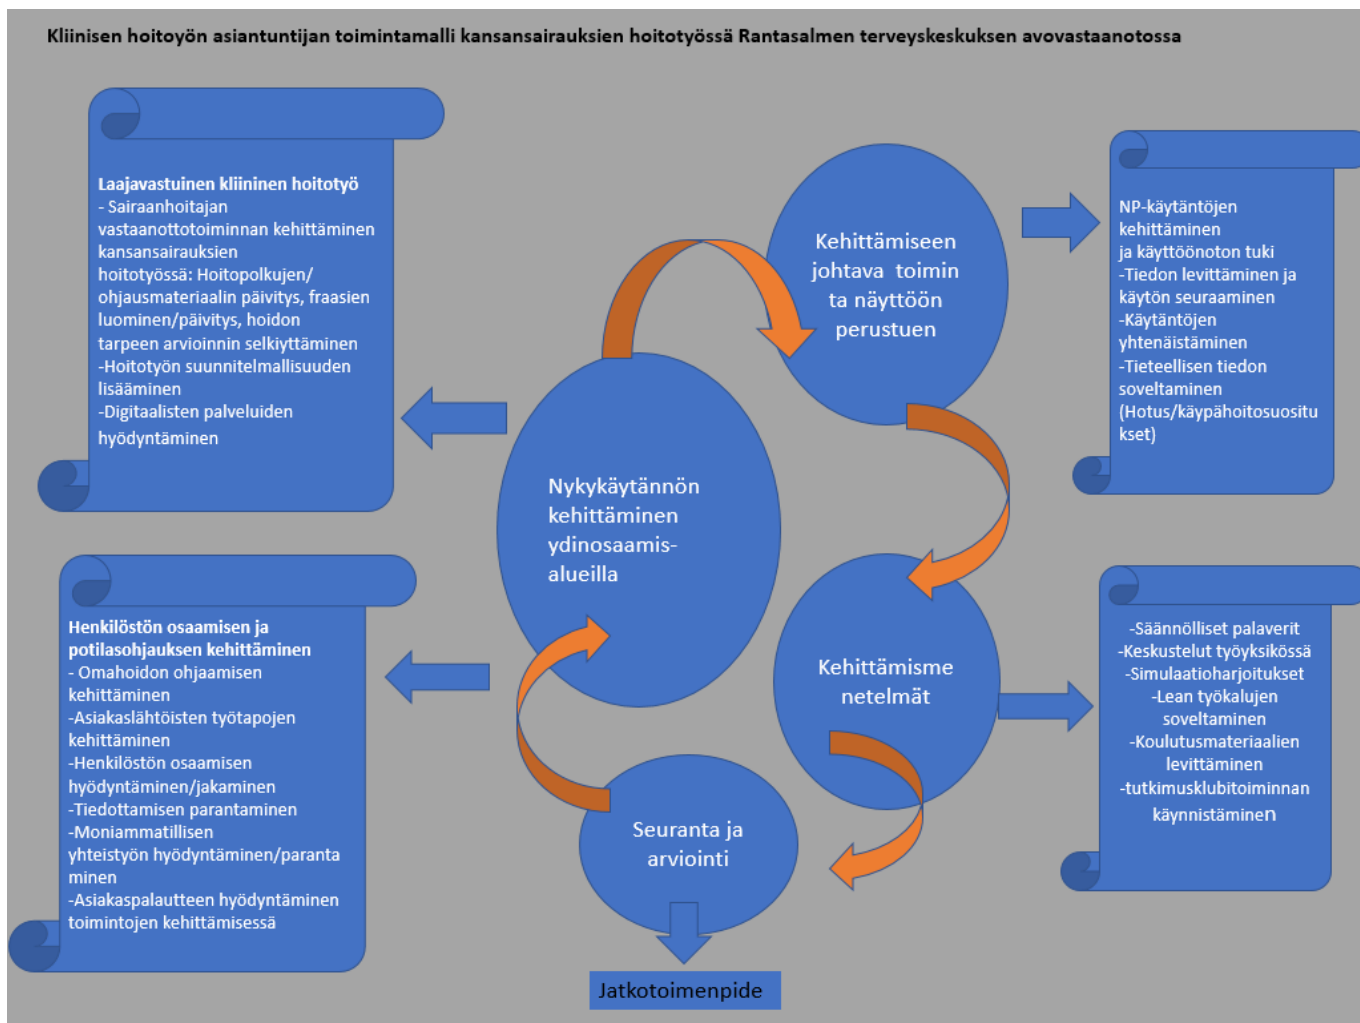 Kliinisen hoitoyön asiantuntijan toimintamalli kansansairauksien hoitotyössä Rantasalmen terveyskeskuksen avovastaanotossa
Laajavastuinen kliininen hoitotyö
- Sairaanhoitajan
vastaanottotoiminnan kehittäminen
kansansairauksien
hoitotyössä: Hoitopolkujen/
ohjausmateriaalin päivitys, fraasien
luominen/päivitys, hoidon
tarpeen arvioinnin selkiyttäminen
-Hoitotyön suunnitelmallisuuden
lisääminen
-Digitaalisten palveluiden
hyödyntäminen
Kehittämiseen
johtava toimin
ta näyttöön
perustuen
NP-käytäntöjen
kehittäminen
ja käyttöönoton tuki
-Tiedon levittäminen ja
käytön seuraaminen
-Käytäntöjen
yhtenäistäminen
-Tieteellisen tiedon
soveltaminen
(Hotus/käypähoitosuositu
kset)
Nykykäytännön
kehittäminen
ydinosaamis-
alueilla
Henkilöstön osaamisen ja
potilasohjauksen kehittäminen
- Omahoidon ohjaamisen
kehittäminen
-Asiakaslähtöisten työtapojen
kehittäminen
-Henkilöstön osaamisen
hyödyntäminen/jakaminen
-Tiedottamisen parantaminen
-Moniammatillisen
yhteistyön hyödyntäminen/paranta
minen
-Asiakaspalautteen hyödyntäminen
toimintojen kehittämisessä
Kehittämisme
netelmät
-Säännölliset palaverit
-Keskustelut työyksikössä
-Simulaatioharjoitukset
-Lean työkalujen
soveltaminen
-Koulutusmateriaalien
levittäminen
-tutkimusklubitoiminnan
käynnistäminen
Seuranta ja
arviointi
Jatkotoimenpide